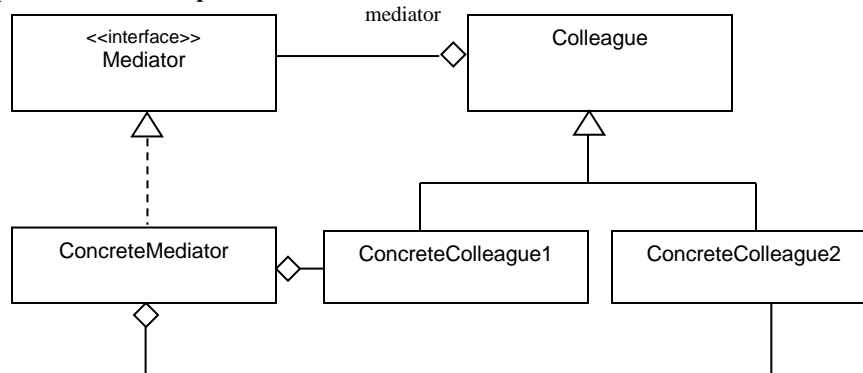 mediator
<<interface>>
Mediator
Colleague
ConcreteMediator
ConcreteColleague1
ConcreteColleague2